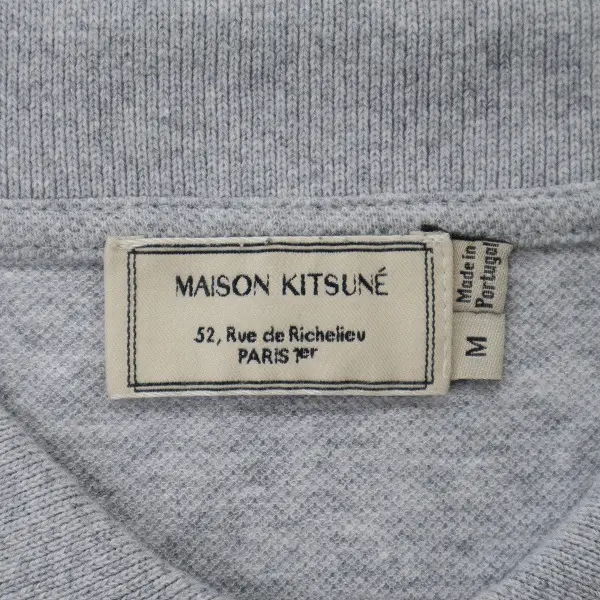 MAISON KITSUNÉ
52, Rue de Richelieu
PARIS 1er
Made in
Portugal
M